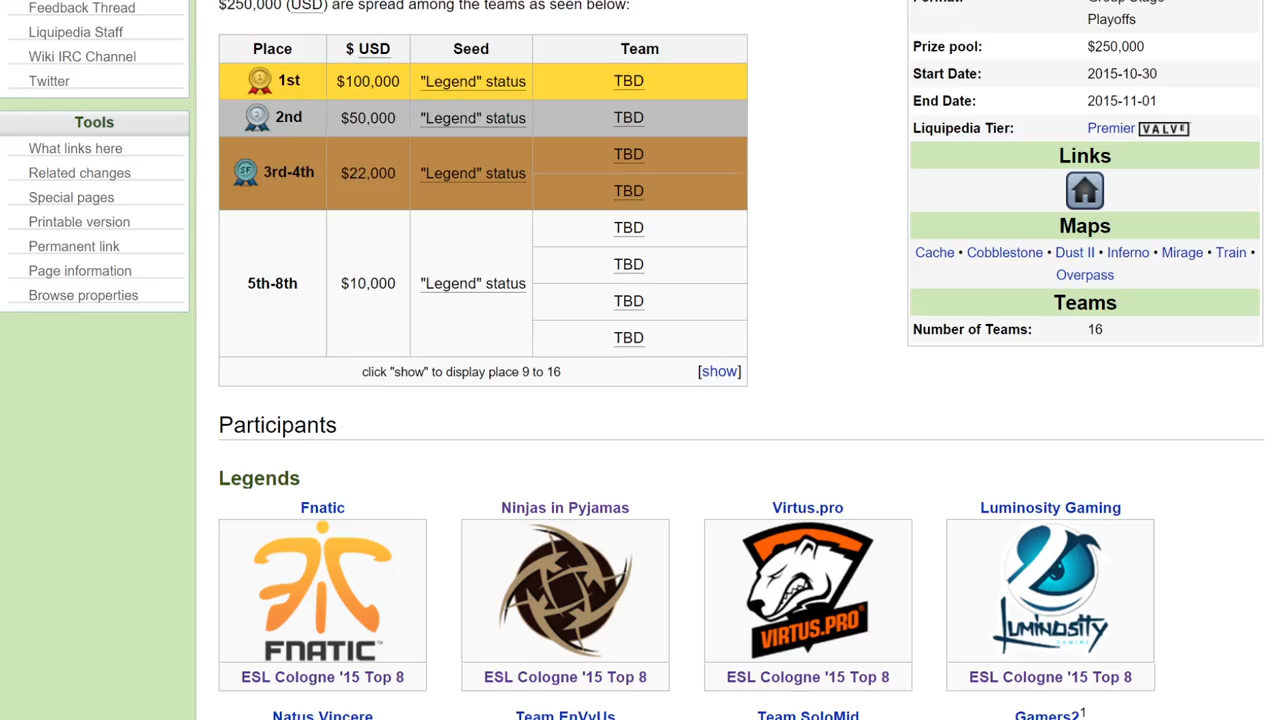 Feedback Thread
Liquipedia Staff
Wiki IRC Channel
Twitter
Tools
What links here
Related changes
Special pages
Printable version
Permanent link
Page information
Browse properties
$250,000 (USD) are spread among the teams as seen below:
Place $ USD Seed Team
1st $100,000 "Legend" status TBD
2nd $50,000 "Legend" status TBD
SF 3rd-4th $22,000 "Legend" status TBD
TBD
5th-8th $10,000 "Legend" status TBD
TBD
TBD
TBD
click "show" to display place 9 to 16 [show]
Format: Group Stage
Playoffs
Prize pool: $250,000
Start Date: 2015-10-30
End Date: 2015-11-01
Liquipedia Tier: Premier VALVE
Links
Maps
Cache • Cobblestone • Dust II • Inferno • Mirage • Train •
Overpass
Teams
Number of Teams: 16
Participants
Legends
Fnatic
FNATIC™
ESL Cologne '15 Top 8
Ninjas in Pyjamas
ESL Cologne '15 Top 8
Virtus.pro
VIRTUS.PRO®
ESL Cologne '15 Top 8
Luminosity Gaming
LUMINOSITY
GAMING
ESL Cologne '15 Top 8
Natus Vincere
Team EnVyUs
Team SoloMid
Gamers2¹